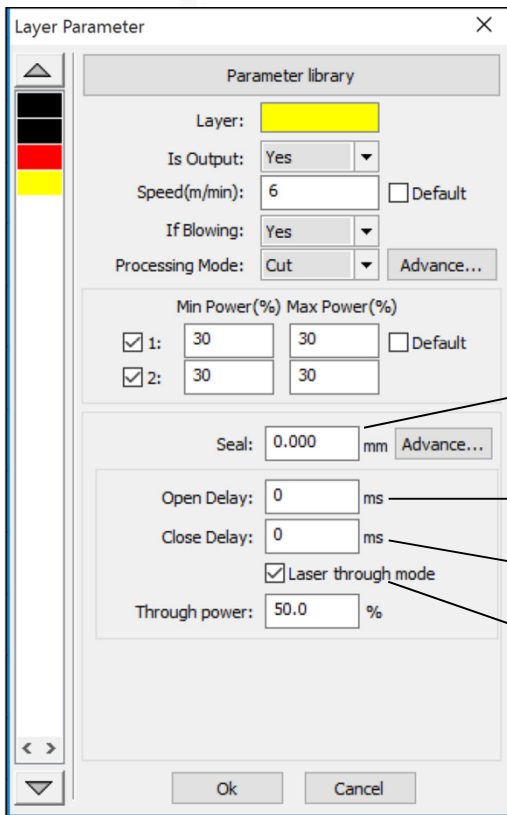 Layer Parameter
Parameter library
Layer:
Is Output: Yes
Speed(m/min): 6 Default
If Blowing: Yes
Processing Mode: Cut Advance...
Min Power(%) Max Power(%)
1: 30 30 Default
2: 30 30
Seal: 0.000 mm Advance...
Open Delay: 0 ms
Close Delay: 0 ms
Laser through mode
Through power: 50.0 %
Ok Cancel